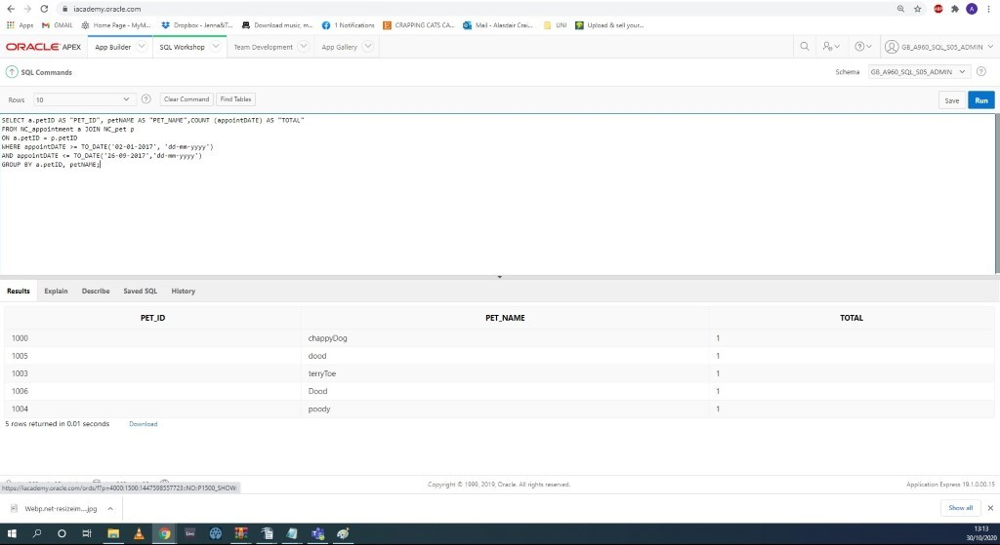 iacademy.oracle.com
Apps
GMAIL
Home Page - MyM...
Dropbox - Jenna&T...
Download music, m...
1 Notifications
CRAPPING CATS CA...
Mail - Alastair Crai...
UNI
Upload & sell your...
ORACLE APEX
App Builder
SQL Workshop
Team Development
App Gallery
GB_A960_SQL_S05_ADMIN
SQL Commands
Schema
GB_A960_SQL_S05_ADMIN
Rows
10
Clear Command
Find Tables
Save
Run
SELECT a.petID AS "PET_ID", petNAME AS "PET_NAME",COUNT (appointDATE) AS "TOTAL"
FROM NC_appointment a JOIN NC_pet p
ON a.petID = p.petID
WHERE appointDATE >= TO_DATE('02-01-2017', 'dd-mm-yyyy')
AND appointDATE <= TO_DATE('26-09-2017','dd-mm-yyyy')
GROUP BY a.petID, petNAME;
Results
Explain
Describe
Saved SQL
History
PET_ID PET_NAME TOTAL
1000 chappyDog 1
1005 dood 1
1003 terryToe 1
1006 Dood 1
1004 poody 1
5 rows returned in 0.01 seconds
Download
https://iacademy.oracle.com/ords/f?p=4000:1500:1447598557723::NO:P1500_SHOW:
Copyright © 1999, 2019, Oracle. All rights reserved.
Application Express 19.1.0.00.15
Webp.net-resizeim....jpg
Show all
13:13
30/10/2020